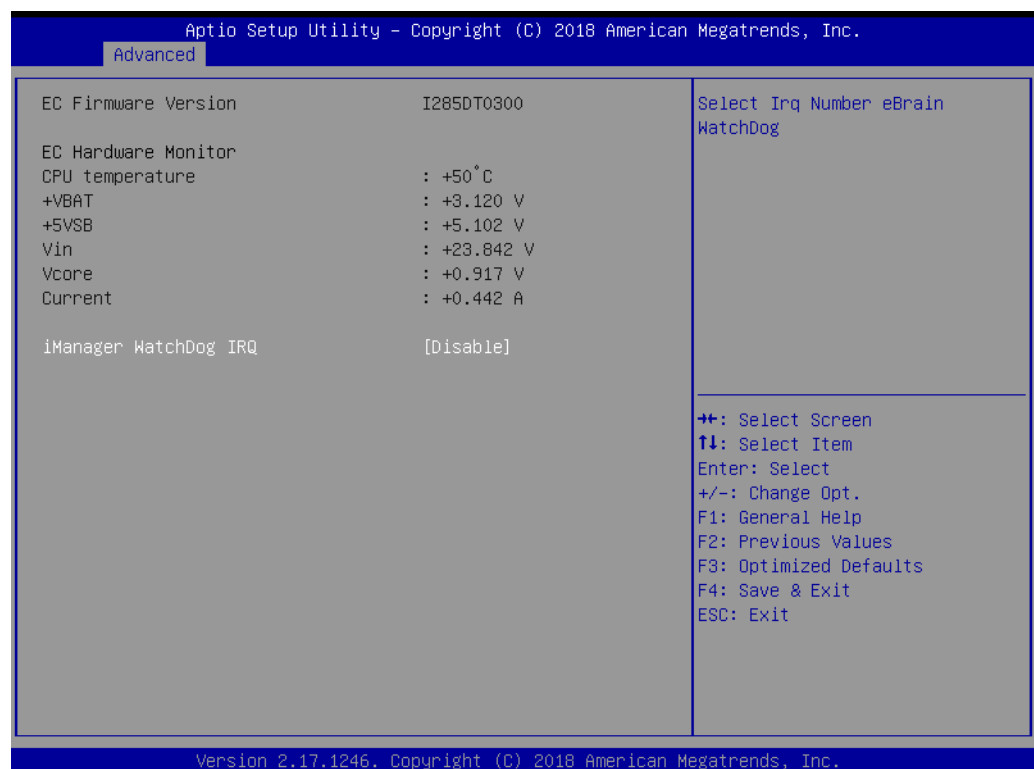 Aptio Setup Utility – Copyright (C) 2018 American Megatrends, Inc.
Advanced
EC Firmware Version I285DT0300
EC Hardware Monitor
CPU temperature : +50°C
+VBAT : +3.120 V
+5VSB : +5.102 V
Vin : +23.842 V
Vcore : +0.917 V
Current : +0.442 A
iManager WatchDog IRQ [Disable]
Select Irq Number eBrain
WatchDog
→←: Select Screen
↑↓: Select Item
Enter: Select
+/-: Change Opt.
F1: General Help
F2: Previous Values
F3: Optimized Defaults
F4: Save & Exit
ESC: Exit
Version 2.17.1246. Copyright (C) 2018 American Megatrends, Inc.